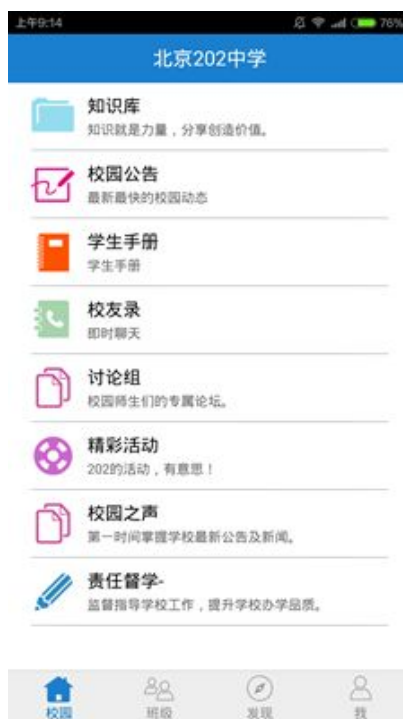 上午9:14
76%
北京202中学
知识库
知识就是力量，分享创造价值。
校园公告
最新最快的校园动态
学生手册
学生手册
校友录
即时聊天
讨论组
校园师生们的专属论坛。
精彩活动
202的活动，有意思！
校园之声
第一时间掌握学校最新公告及新闻。
责任督学-
监督指导学校工作，提升学校办学品质。
校园
班级
发现
我